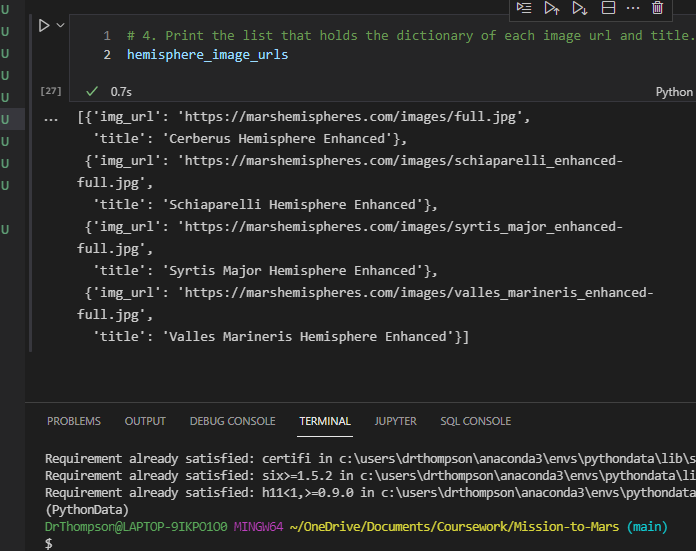 U
U
U
U
U
U
U
U
U
U
1 # 4. Print the list that holds the dictionary of each image url and title.
2 hemisphere_image_urls
[27] ✓ 0.7s Python
... [{'img_url': 'https://marshemispheres.com/images/full.jpg',
'title': 'Cerberus Hemisphere Enhanced'},
{'img_url': 'https://marshemispheres.com/images/schiaparelli_enhanced-
full.jpg',
'title': 'Schiaparelli Hemisphere Enhanced'},
{'img_url': 'https://marshemispheres.com/images/syrtis_major_enhanced-
full.jpg',
'title': 'Syrtis Major Hemisphere Enhanced'},
{'img_url': 'https://marshemispheres.com/images/valles_marineris_enhanced-
full.jpg',
'title': 'Valles Marineris Hemisphere Enhanced'}]
PROBLEMS OUTPUT DEBUG CONSOLE TERMINAL JUPYTER SQL CONSOLE
Requirement already satisfied: certifi in c:\users\drthompson\anaconda3\envs\pythondata\lib\s
Requirement already satisfied: six>=1.5.2 in c:\users\drthompson\anaconda3\envs\pythondata\li
Requirement already satisfied: h11<1,>=0.9.0 in c:\users\drthompson\anaconda3\envs\pythondata
(PythonData)
DrThompson@LAPTOP-9IKPO1O0 MINGW64 ~/OneDrive/Documents/Coursework/Mission-to-Mars (main)
$